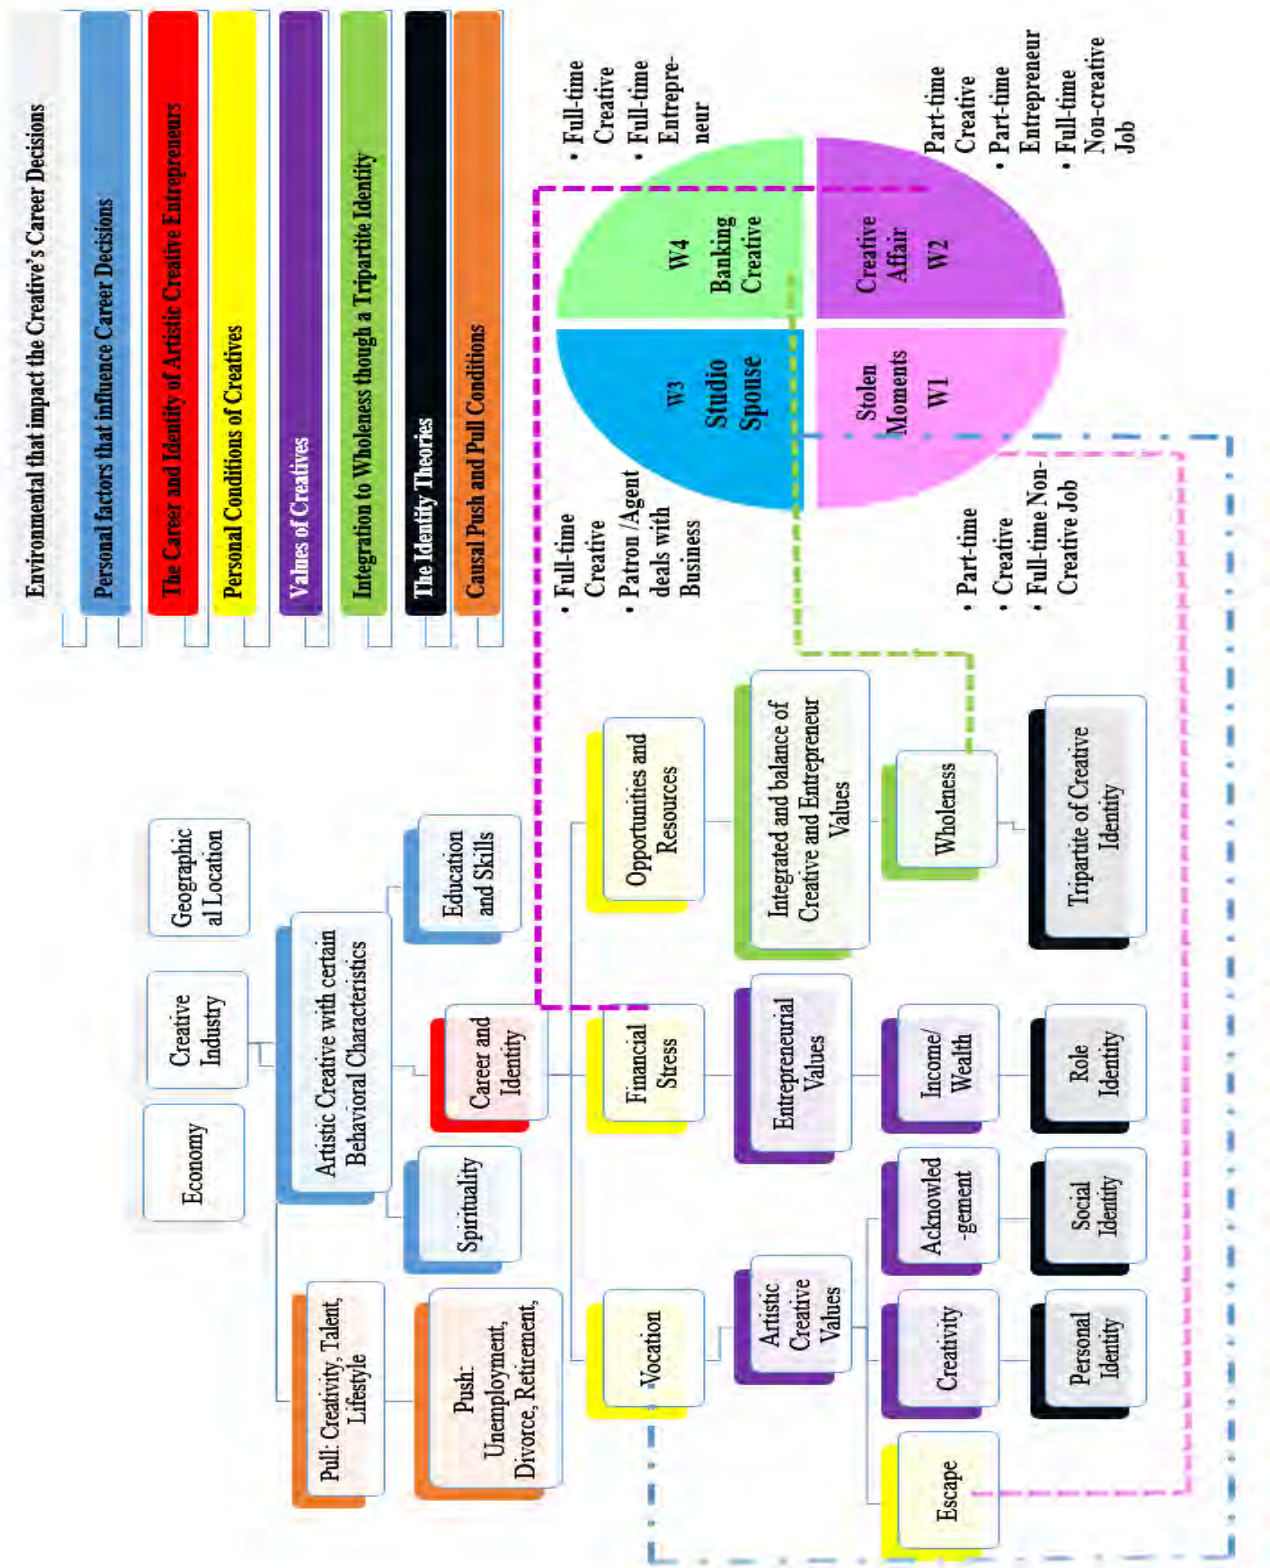 Environmental that impact the Creative's Career Decisions
Personal factors that influence Career Decisions
The Career and Identity of Artistic Creative Entrepreneurs
Personal Conditions of Creatives
Values of Creatives
Integration to Wholeness though a Tripartite Identity
The Identity Theories
Causal Push and Pull Conditions
Economy
Creative
Industry
Geographic
al Location
Artistic Creative with certain
Behavioral Characteristics
Pull: Creativity, Talent,
Lifestyle
Push:
Unemployment,
Divorce, Retirement,
Spirituality
Career and
Identity
Education
and Skills
Vocation
Financial
Stress
Opportunities and
Resources
Artistic
Creative
Values
Entrepreneurial
Values
Integrated and balance of
Creative and Entrepreneur
Values
Escape
Creativity
Acknowled
-gement
Income/
Wealth
Wholeness
Personal
Identity
Social
Identity
Role
Identity
Tripartite of Creative
Identity
• Full-time
Creative
• Patron /Agent
deals with
Business
• Full-time
Creative
• Full-time
Entrepre-
neur
W3
Studio
Spouse
W4
Banking
Creative
Stolen
Moments
W1
Creative
Affair
W2
• Part-time
• Creative
• Full-time Non-
Creative Job
Part-time
Creative
• Part-time
Entrepreneur
• Full-time
Non-creative
Job